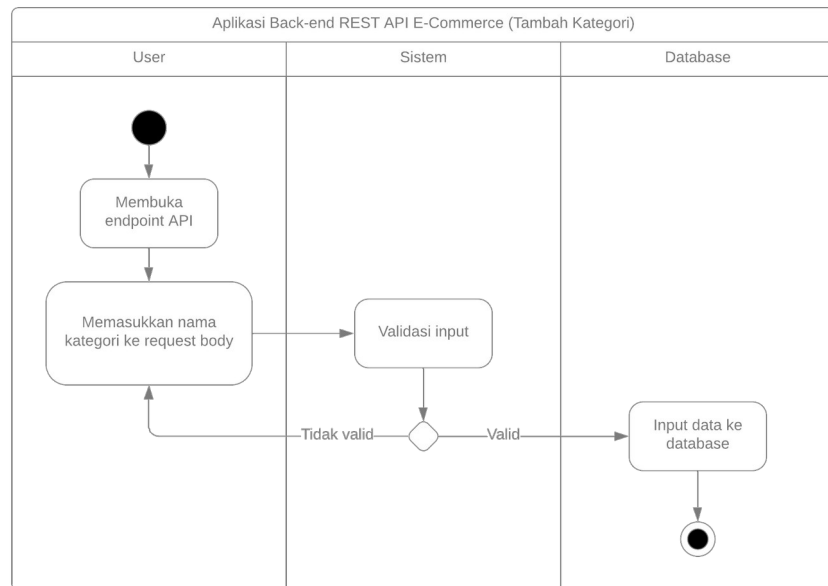 Aplikasi Back-end REST API E-Commerce (Tambah Kategori)
User
Sistem
Database
Membuka
endpoint API
Memasukkan nama
kategori ke request body
Validasi input
Tidak valid
Valid
Input data ke
database